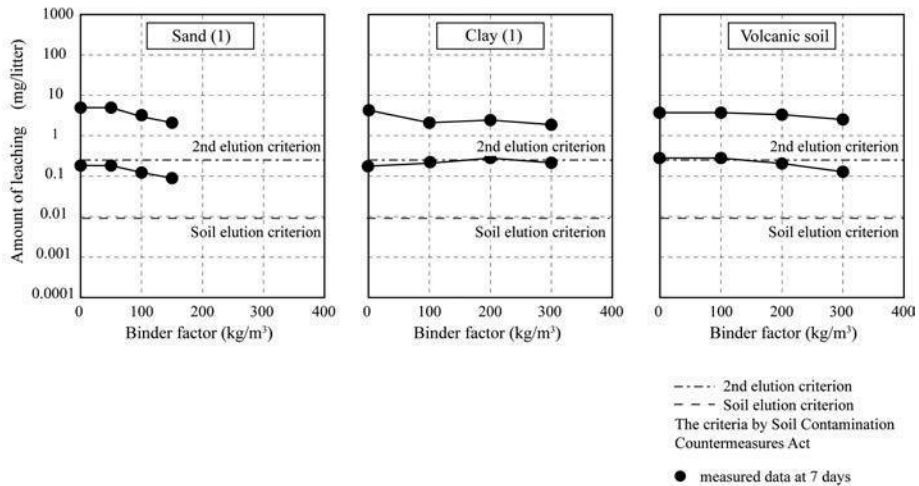 Amount of leaching (mg/litter)
1000
100
10
1
0.1
0.01
0.001
0.0001
Sand (1)
2nd elution criterion
Soil elution criterion
0 100 200 300 400
Binder factor (kg/m³)
Clay (1)
2nd elution criterion
Soil elution criterion
0 100 200 300 400
Binder factor (kg/m³)
Volcanic soil
2nd elution criterion
Soil elution criterion
0 100 200 300 400
Binder factor (kg/m³)
2nd elution criterion
Soil elution criterion
The criteria by Soil Contamination
Countermeasures Act
measured data at 7 days